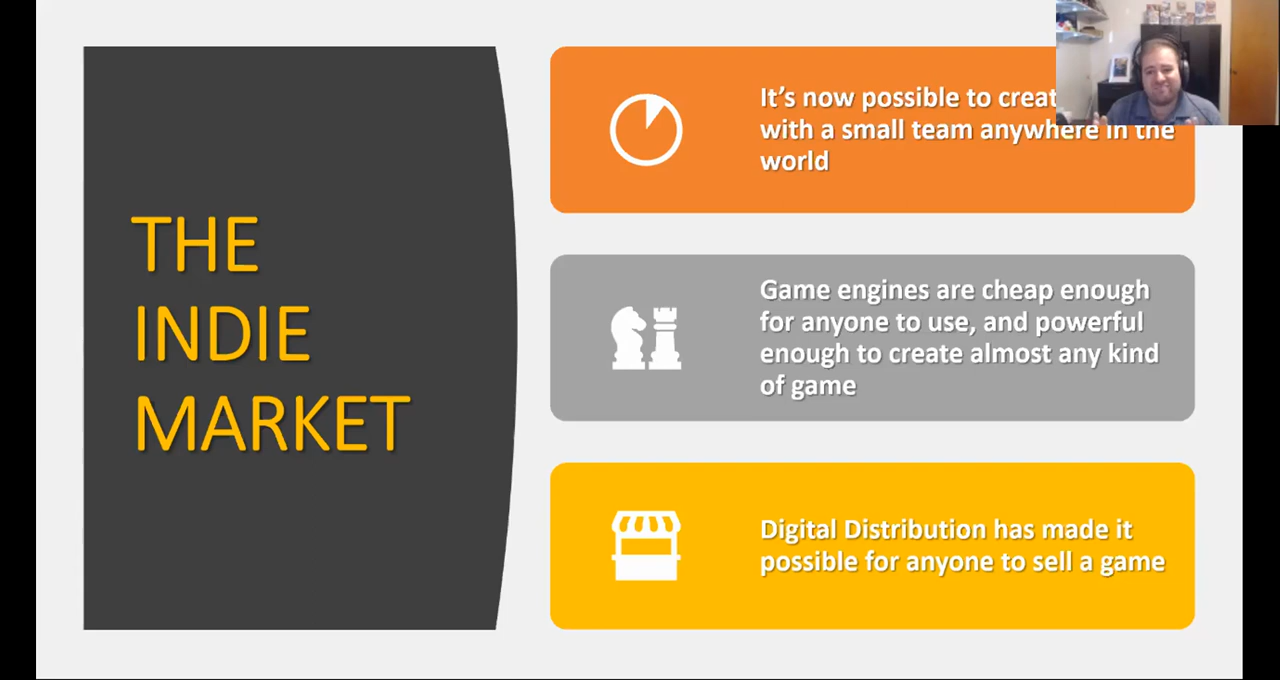 THE
INDIE
MARKET
It's now possible to creat
with a small team anywhere in the
world
Game engines are cheap enough
for anyone to use, and powerful
enough to create almost any kind
of game
Digital Distribution has made it
possible for anyone to sell a game